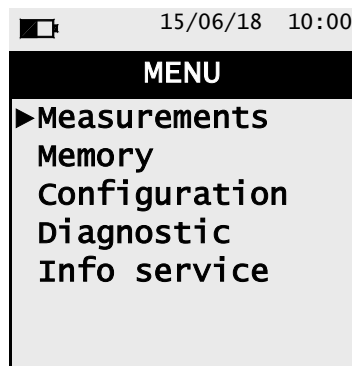 15/06/18 10:00
MENU
Measurements
Memory
Configuration
Diagnostic
Info service